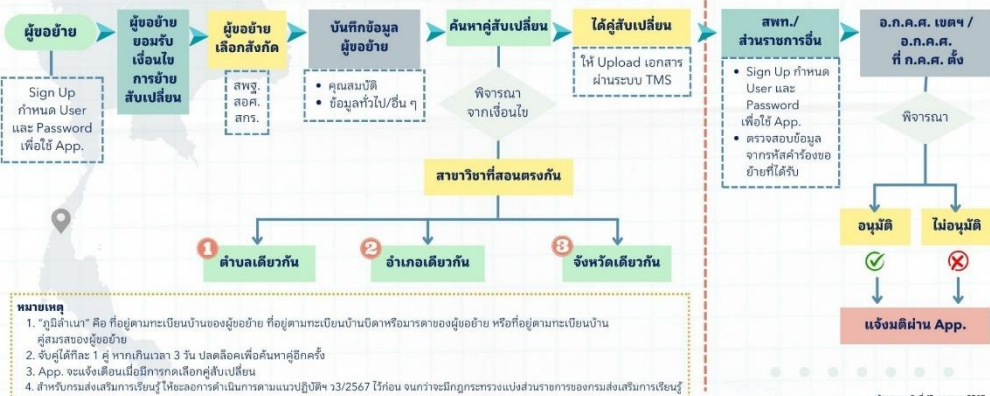 ผู้ขอย้าย
Sign Up
กำหนด User
และ Password
เพื่อใช้ App.
ผู้ขอย้าย
ยอมรับ
เงื่อนไข
การย้าย
สับเปลี่ยน
ผู้ขอย้าย
เลือกสังกัด
สพฐ.
สอศ.
สกร.
บันทึกข้อมูล
ผู้ขอย้าย
• คุณสมบัติ
• ข้อมูลทั่วไป/อื่น ๆ
ค้นหาคู่สับเปลี่ยน
พิจารณา
จากเงื่อนไข
ได้คู่สับเปลี่ยน
ให้ Upload เอกสาร
ผ่านระบบ TMS
สาขาวิชาที่สอนตรงกัน
1
ตำบลเดียวกัน
2
อำเภอเดียวกัน
3
จังหวัดเดียวกัน
สพท./
ส่วนราชการอื่น
• Sign Up กำหนด
User และ
Password
เพื่อใช้ App.
• ตรวจสอบข้อมูล
จากรหัสคำร้องขอ
ย้ายที่ได้รับ
อ.ก.ค.ศ. เขตฯ /
อ.ก.ค.ศ.
ที่ ก.ค.ศ. ตั้ง
พิจารณา
อนุมัติ
ไม่อนุมัติ
แจ้งมติผ่าน App.
หมายเหตุ
1. "ภูมิลำเนา" คือ ที่อยู่ตามทะเบียนบ้านของผู้ขอย้าย ที่อยู่ตามทะเบียนบ้านบิดาหรือมารดาของผู้ขอย้าย หรือที่อยู่ตามทะเบียนบ้าน
คู่สมรสของผู้ขอย้าย
2. จับคู่ได้ทีละ 1 คู่ หากเกินเวลา 3 วัน ปลดล็อคเพื่อค้นหาคู่อีกครั้ง
3. App. จะแจ้งเตือนเมื่อมีการกดเลือกคู่สับเปลี่ยน
4. สำหรับกรมส่งเสริมการเรียนรู้ ให้ชะลอการดำเนินการตามแนวปฏิบัติฯ ว3/2567 ไว้ก่อน จนกว่าจะมีกฎกระทรวงแบ่งส่วนราชการของกรมส่งเสริมการเรียนรู้